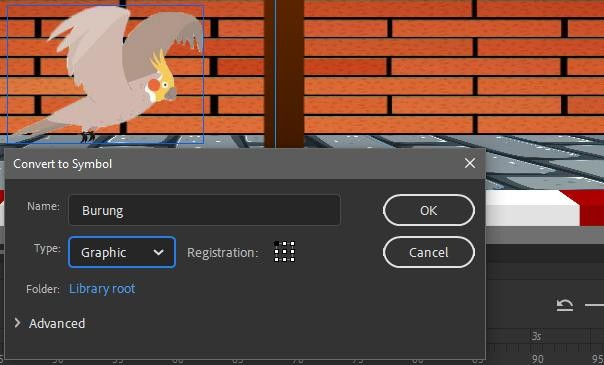 Convert to Symbol
Name: Burung OK
Type: Graphic Registration: Cancel
Folder: Library root
Advanced
3s
90 95